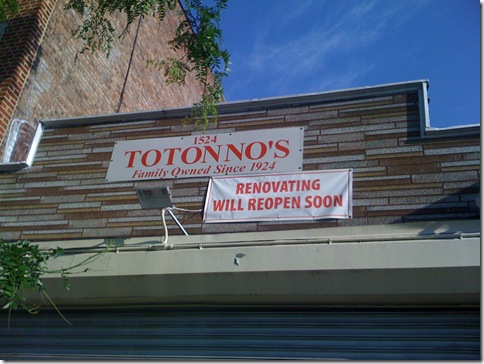 1524
TOTONNO'S
Family Owned Since 1924
RENOVATING
WILL REOPEN SOON